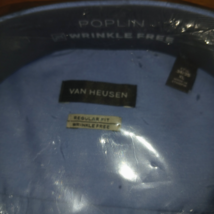 POPLIN
WRINKLE FREE
VAN HEUSEN
REGULAR FIT
WRINKLE FREE